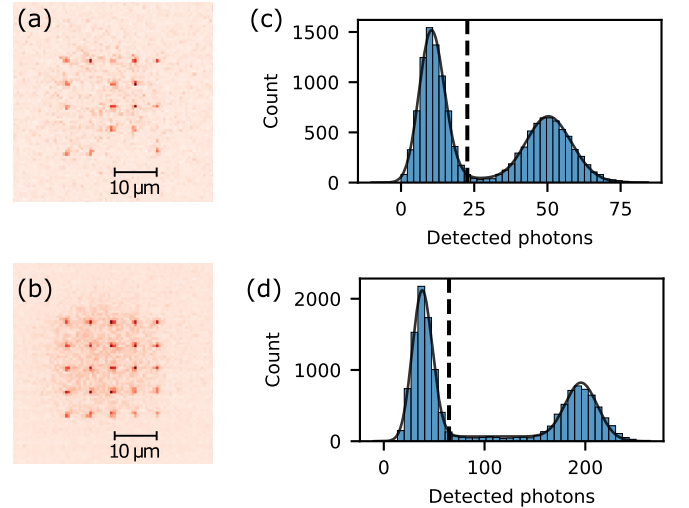 (a)
10 µm
(c)
1500
1000
500
0
Count
0 25 50 75
Detected photons
(b)
10 µm
(d)
2000
1000
0
Count
0 100 200
Detected photons